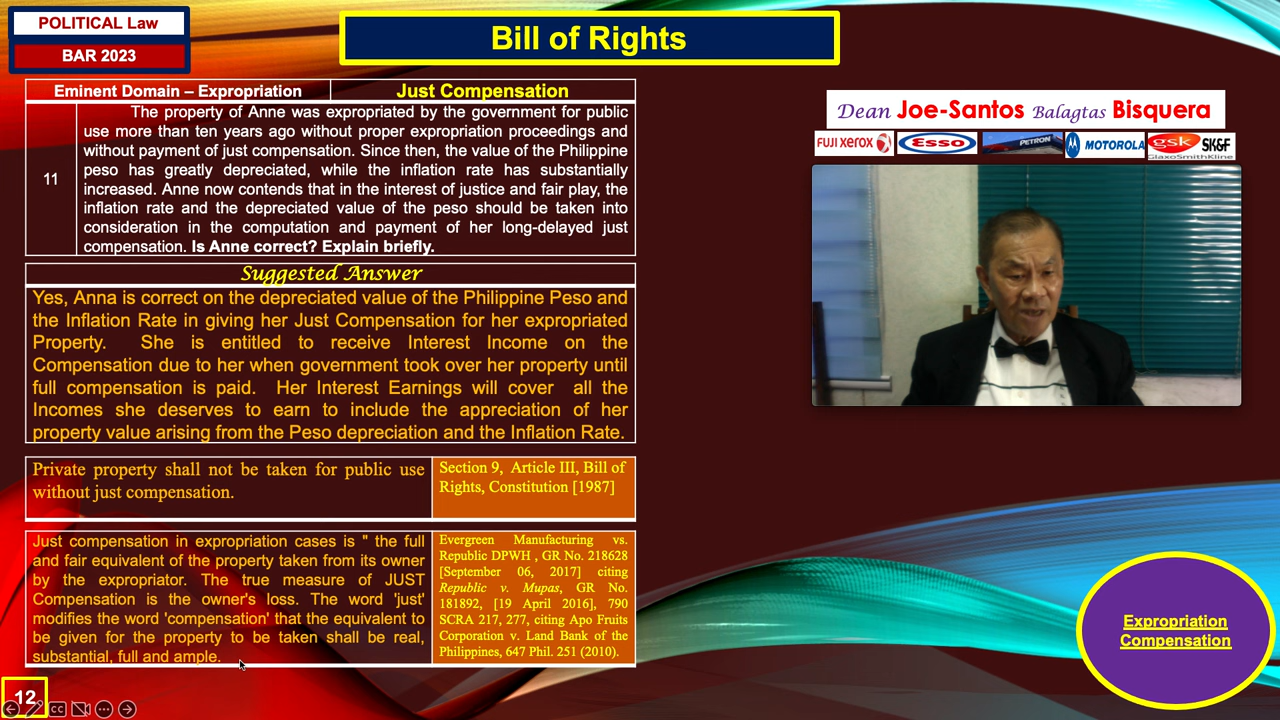 POLITICAL Law
BAR 2023
Bill of Rights
Eminent Domain – Expropriation
Just Compensation
11
The property of Anne was expropriated by the government for public
use more than ten years ago without proper expropriation proceedings and
without payment of just compensation. Since then, the value of the Philippine
peso has greatly depreciated, while the inflation rate has substantially
increased. Anne now contends that in the interest of justice and fair play, the
inflation rate and the depreciated value of the peso should be taken into
consideration in the computation and payment of her long-delayed just
compensation. Is Anne correct? Explain briefly.
Suggested Answer
Yes, Anna is correct on the depreciated value of the Philippine Peso and
the Inflation Rate in giving her Just Compensation for her expropriated
Property. She is entitled to receive Interest Income on the
Compensation due to her when government took over her property until
full compensation is paid. Her Interest Earnings will cover all the
Incomes she deserves to earn to include the appreciation of her
property value arising from the Peso depreciation and the Inflation Rate.
Private property shall not be taken for public use
without just compensation.
Section 9, Article III, Bill of
Rights, Constitution [1987]
Just compensation in expropriation cases is " the full
and fair equivalent of the property taken from its owner
by the expropriator. The true measure of JUST
Compensation is the owner's loss. The word 'just'
modifies the word 'compensation' that the equivalent to
be given for the property to be taken shall be real,
substantial, full and ample.
Evergreen Manufacturing vs.
Republic DPWH , GR No. 218628
[September 06, 2017] citing
Republic v. Mupas, GR No.
181892, [19 April 2016], 790
SCRA 217, 277, citing Apo Fruits
Corporation v. Land Bank of the
Philippines, 647 Phil. 251 (2010).
Dean Joe-Santos Balagtas Bisquera
FUJI XEROX
ESSO
PETRON
MOTOROLA
gsk
SK&F
GlaxoSmithKline
Expropriation
Compensation
12
CC